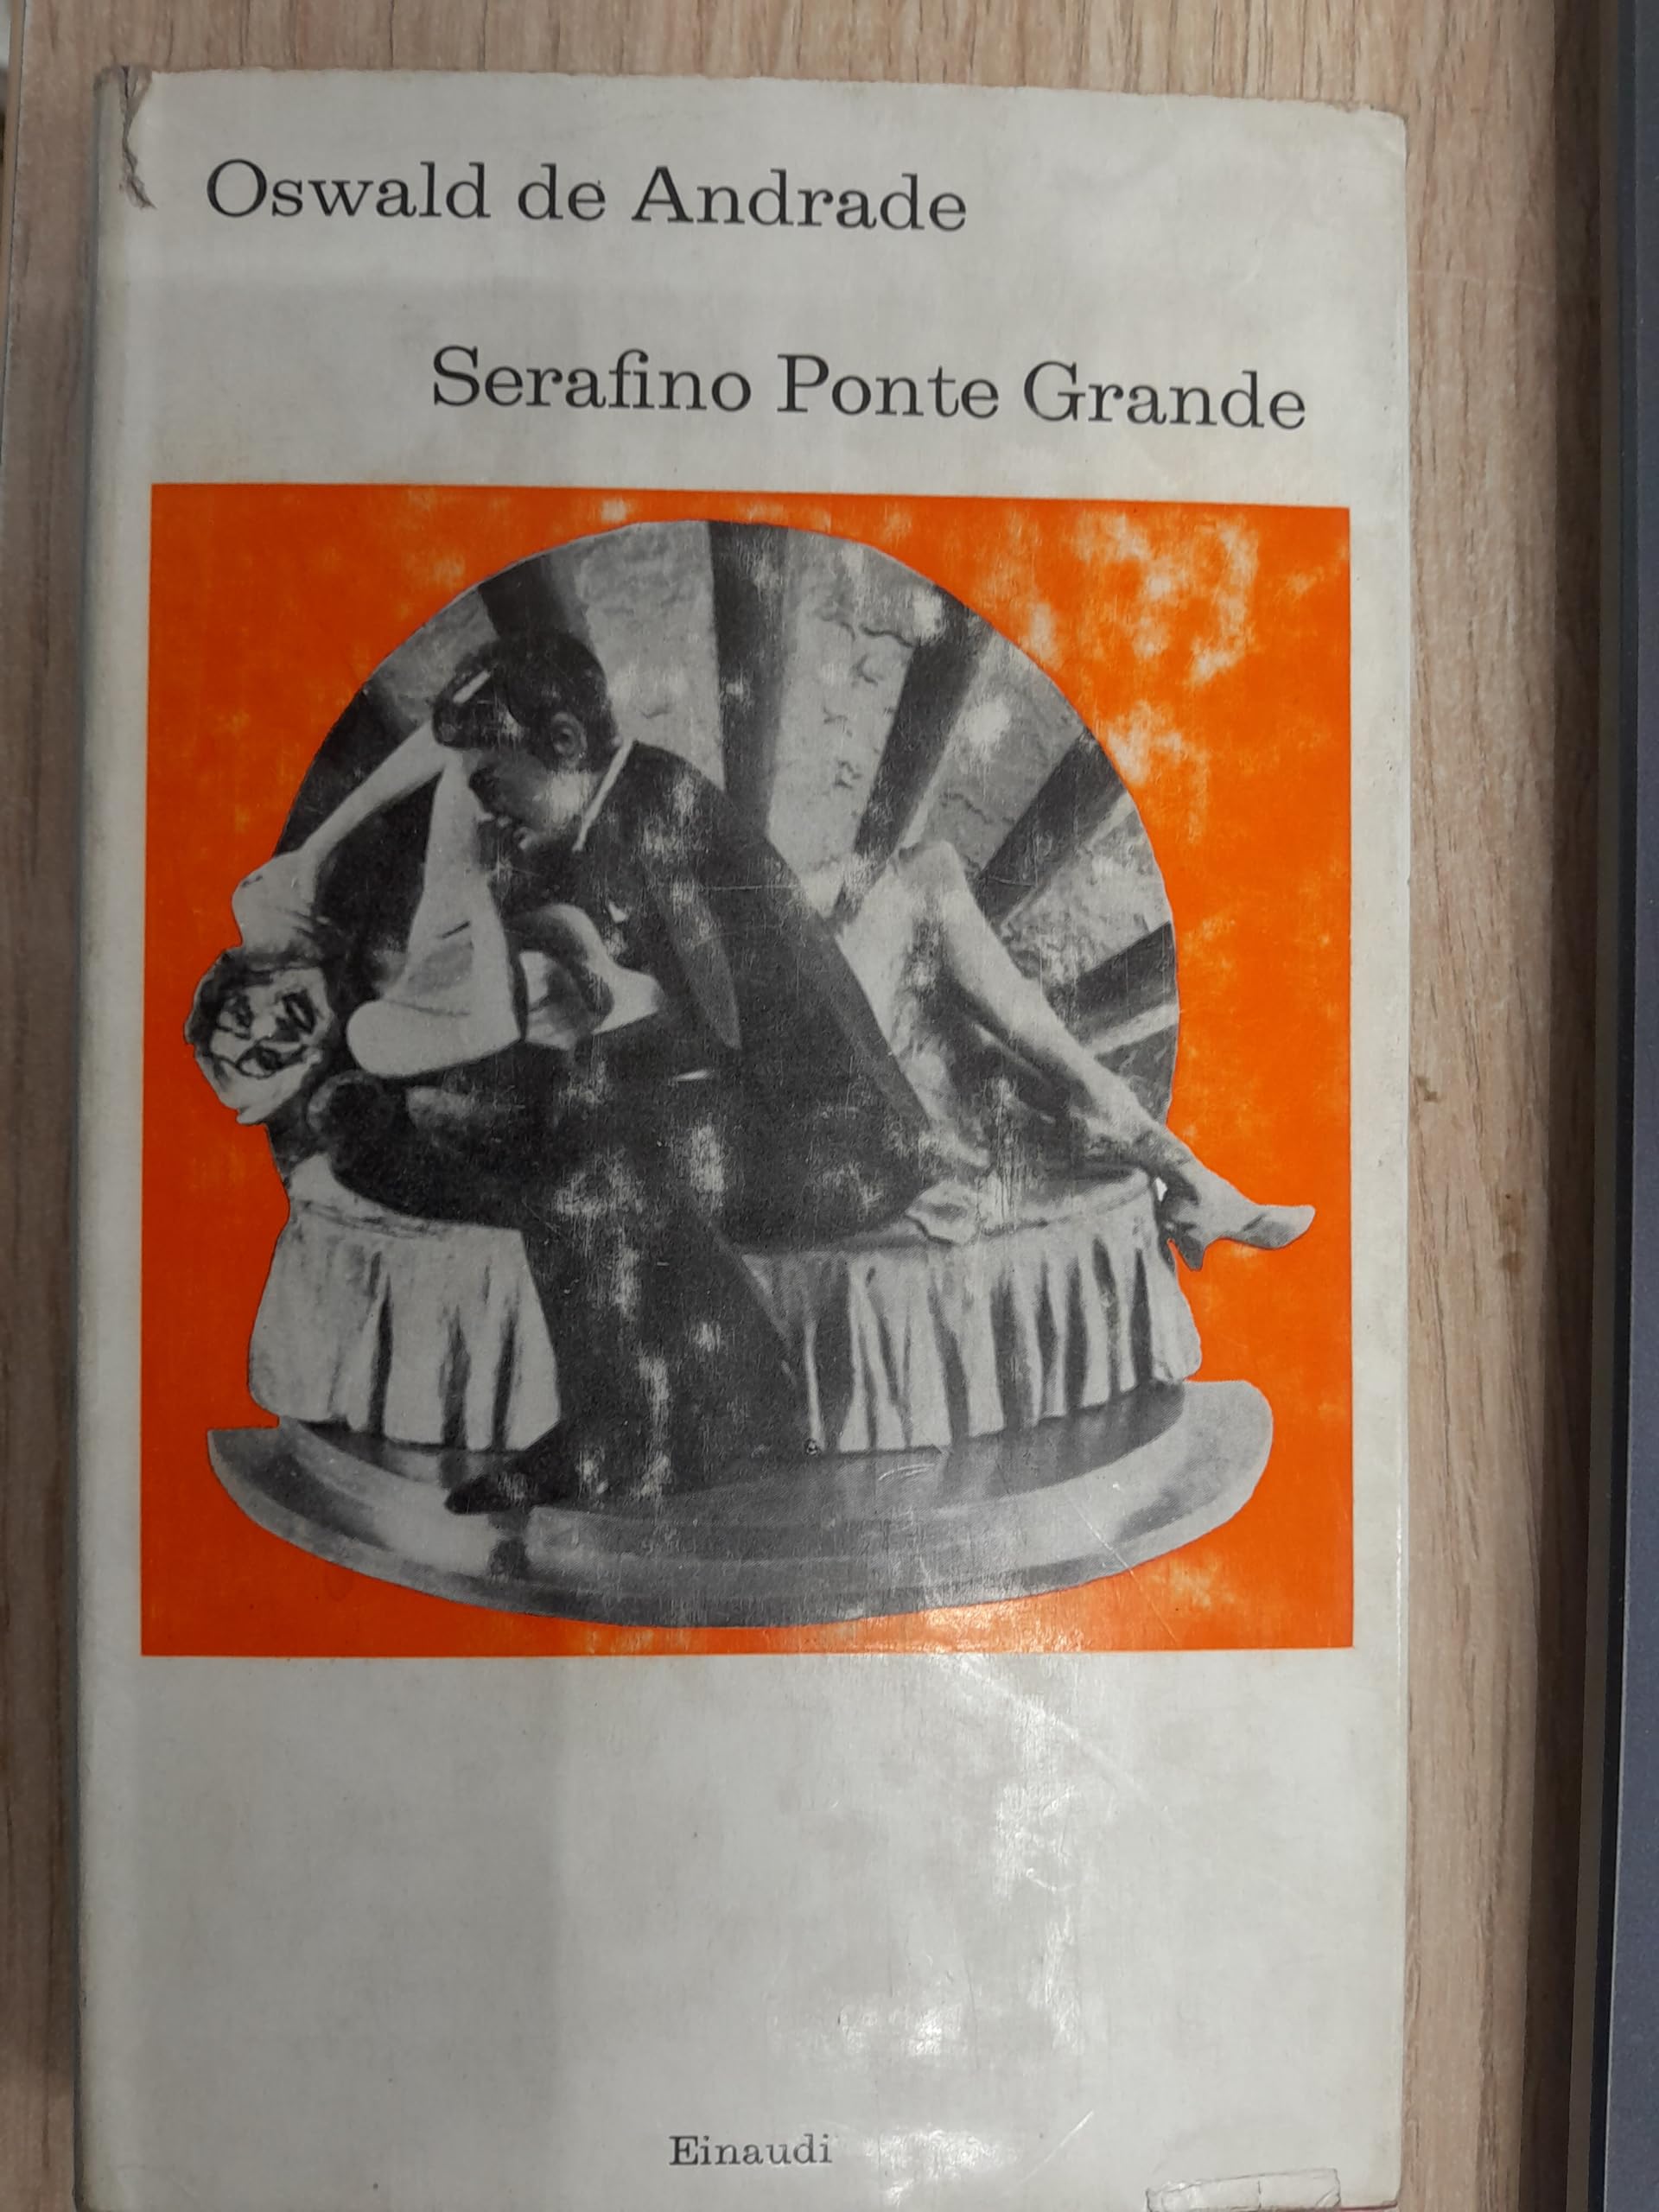 Oswald de Andrade
Serafino Ponte Grande
Einaudi